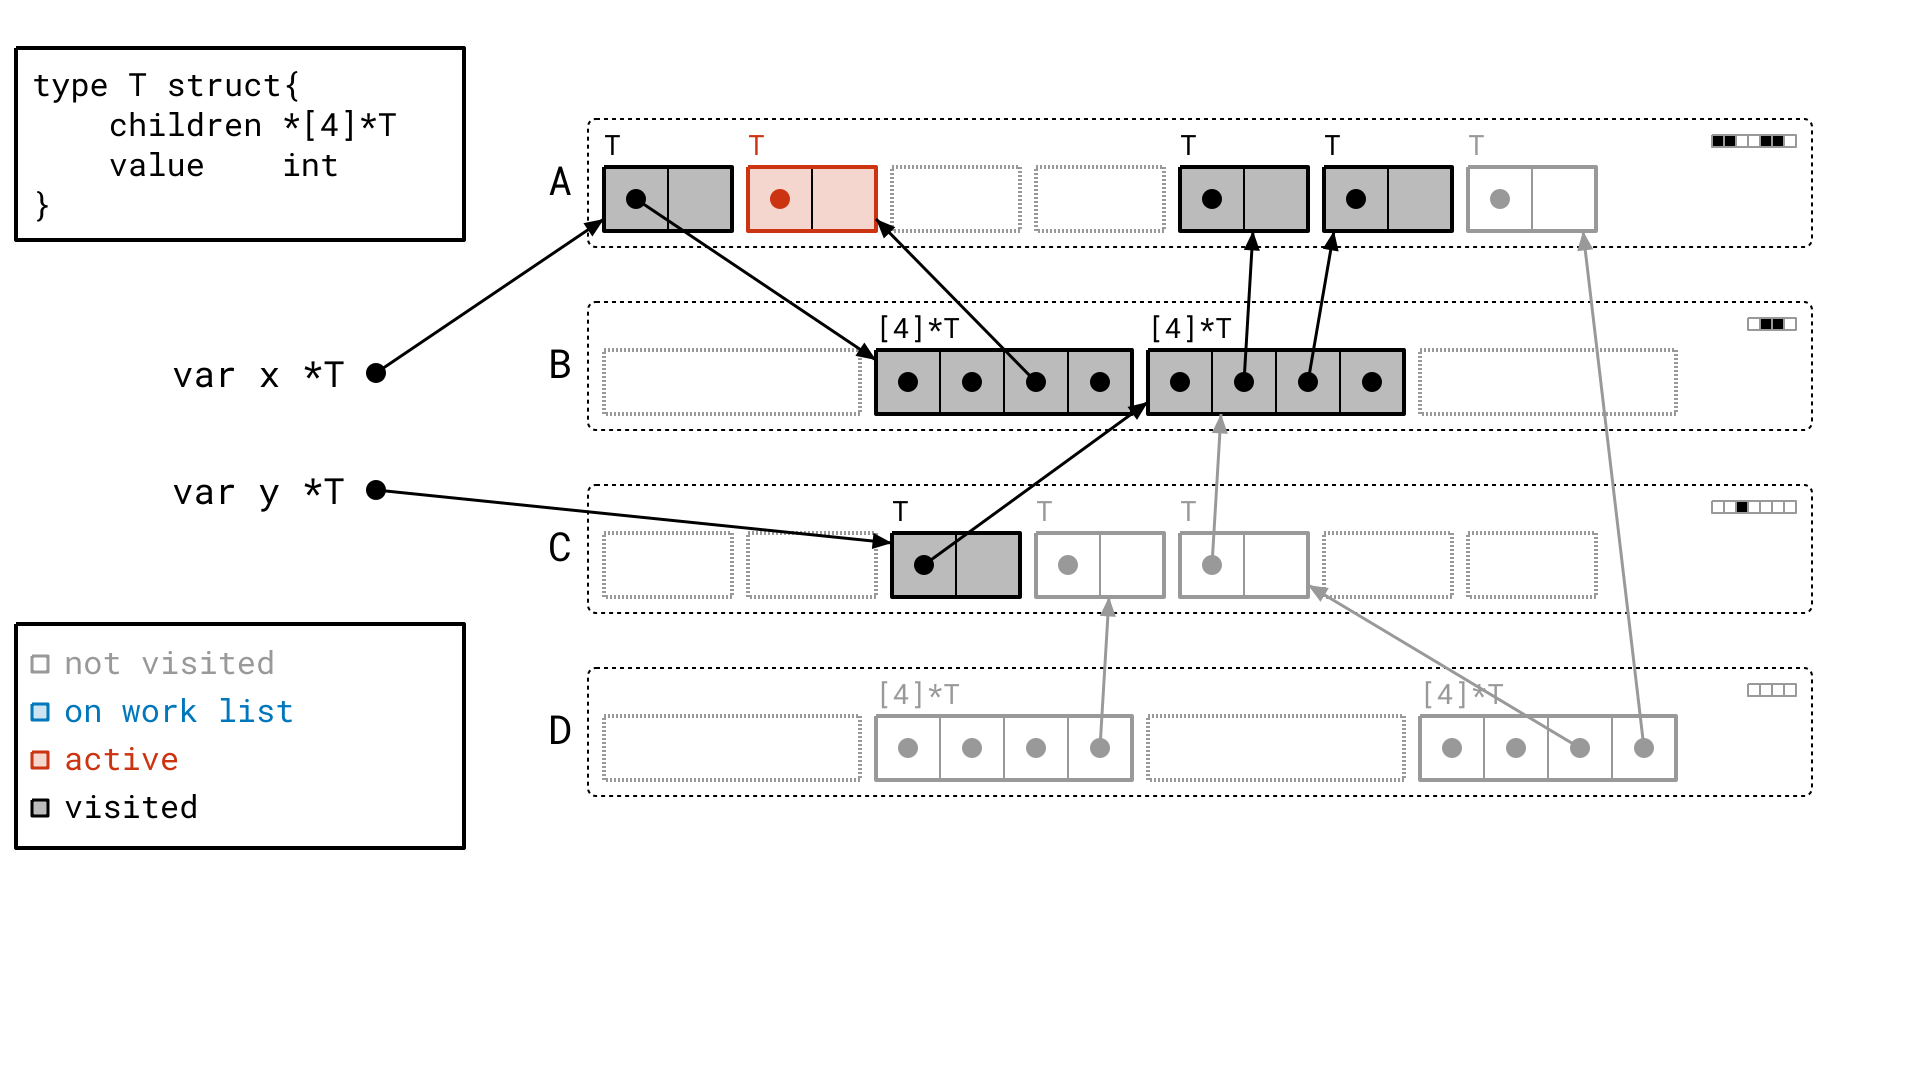 type T struct{
    children *[4]*T
    value    int
}
var x *T
var y *T
not visited
on work list
active
visited
A
T T T T T
B
[4]*T [4]*T
C
T T T
D
[4]*T [4]*T